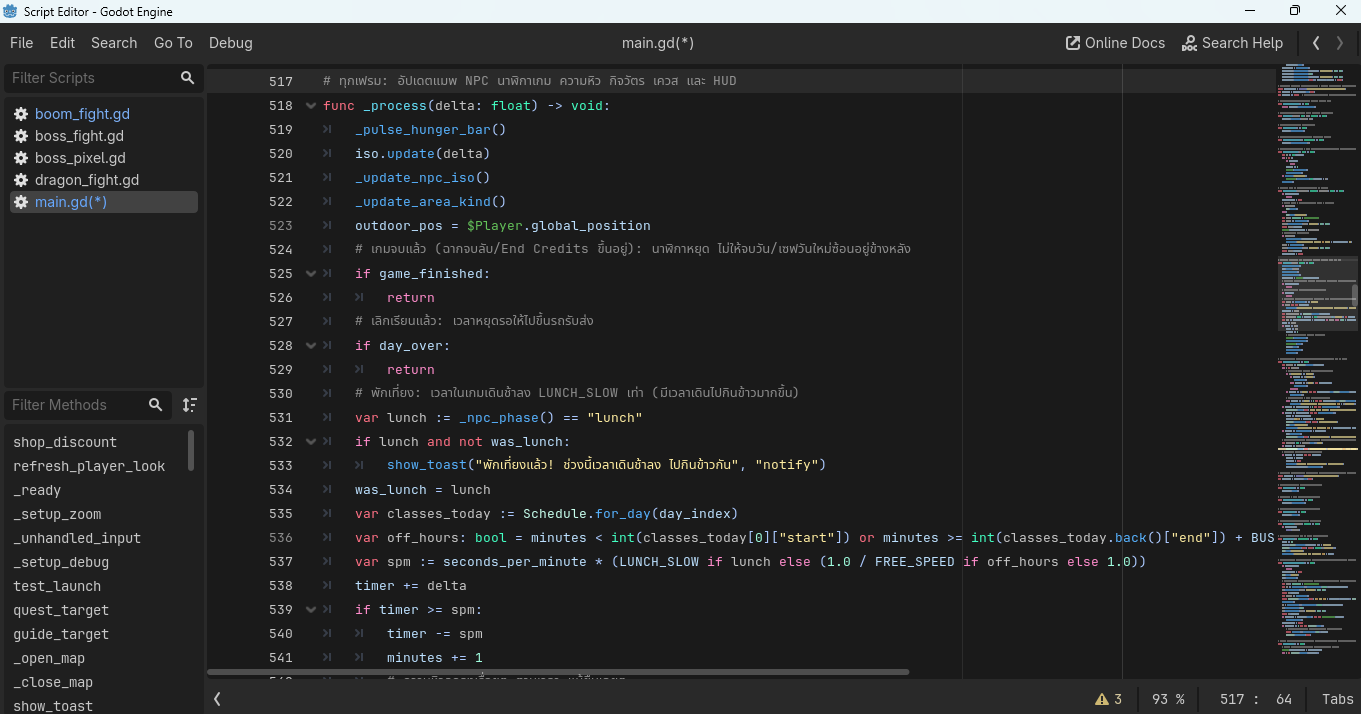 Script Editor - Godot Engine
File Edit Search Go To Debug
main.gd(*)
Online Docs Search Help
Filter Scripts
boom_fight.gd
boss_fight.gd
boss_pixel.gd
dragon_fight.gd
main.gd(*)
Filter Methods
shop_discount
refresh_player_look
_ready
_setup_zoom
_unhandled_input
_setup_debug
test_launch
quest_target
guide_target
_open_map
_close_map
show_toast
517 # ทุกเฟรม: อัปเดตแมพ NPC นาฬิกาเกม ความหิว กิจวัตร เควส และ HUD
518 func _process(delta: float) -> void:
519 _pulse_hunger_bar()
520 iso.update(delta)
521 _update_npc_iso()
522 _update_area_kind()
523 outdoor_pos = $Player.global_position
524 # เกมจบแล้ว (ฉากจบลับ/End Credits ขึ้นอยู่): นาฬิกาหยุด ไม่ให้จบวัน/เซฟวันใหม่ซ้อนอยู่ข้างหลัง
525 if game_finished:
526 return
527 # เลิกเรียนแล้ว: เวลาหยุดรอให้ไปขึ้นรถรับส่ง
528 if day_over:
529 return
530 # พักเที่ยง: เวลาในเกมเดินช้าลง LUNCH_SLOW เท่า (มีเวลาเดินไปกินข้าวมากขึ้น)
531 var lunch := _npc_phase() == "lunch"
532 if lunch and not was_lunch:
533 show_toast("พักเที่ยงแล้ว! ช่วงนี้เวลาเดินช้าลง ไปกินข้าวกัน", "notify")
534 was_lunch = lunch
535 var classes_today := Schedule.for_day(day_index)
536 var off_hours: bool = minutes < int(classes_today[0]["start"]) or minutes >= int(classes_today.back()["end"]) + BUS
537 var spm := seconds_per_minute * (LUNCH_SLOW if lunch else (1.0 / FREE_SPEED if off_hours else 1.0))
538 timer += delta
539 if timer >= spm:
540 timer -= spm
541 minutes += 1
3 93 % 517 : 64 Tabs